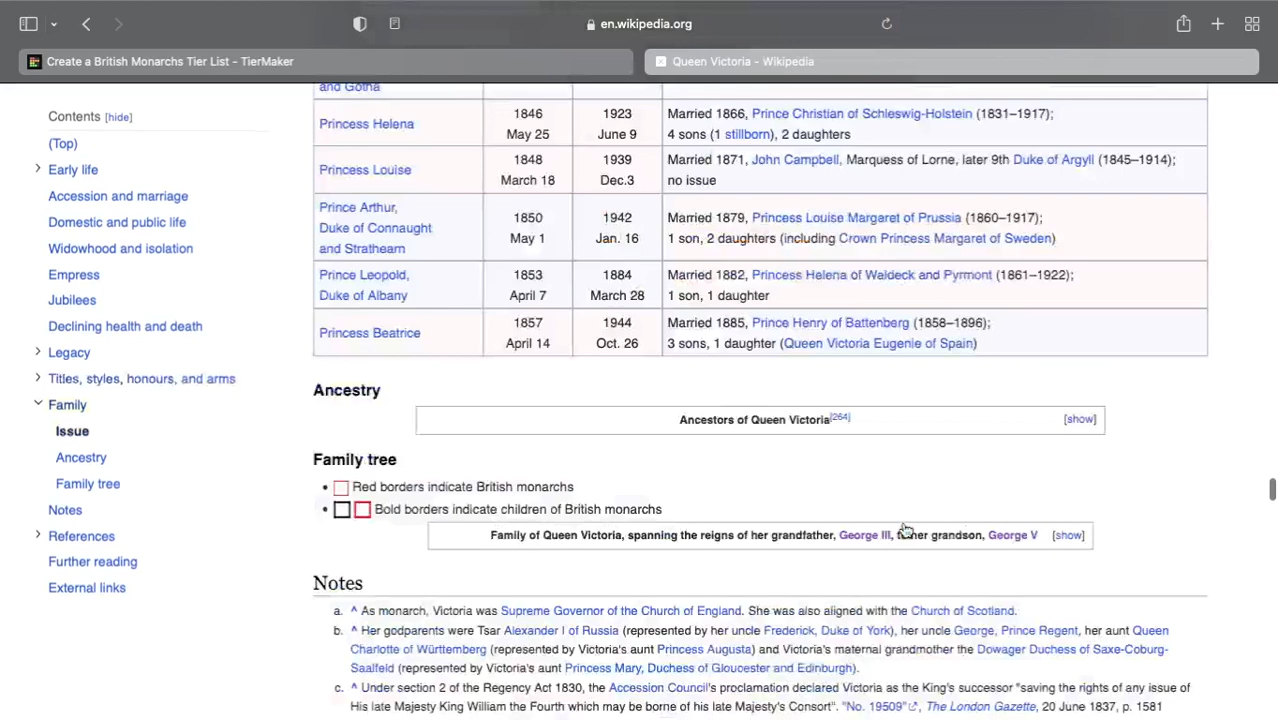 en.wikipedia.org
Create a British Monarchs Tier List - TierMaker
Queen Victoria - Wikipedia
Contents [hide]
(Top)
Early life
Accession and marriage
Domestic and public life
Widowhood and isolation
Empress
Jubilees
Declining health and death
Legacy
Titles, styles, honours, and arms
Family
Issue
Ancestry
Family tree
Notes
References
Further reading
External links
and Gotha
Princess Helena
1846
May 25
1923
June 9
Married 1866, Prince Christian of Schleswig-Holstein (1831–1917);
4 sons (1 stillborn), 2 daughters
Princess Louise
1848
March 18
1939
Dec.3
Married 1871, John Campbell, Marquess of Lorne, later 9th Duke of Argyll (1845–1914);
no issue
Prince Arthur,
Duke of Connaught
and Strathearn
1850
May 1
1942
Jan. 16
Married 1879, Princess Louise Margaret of Prussia (1860–1917);
1 son, 2 daughters (including Crown Princess Margaret of Sweden)
Prince Leopold,
Duke of Albany
1853
April 7
1884
March 28
Married 1882, Princess Helena of Waldeck and Pyrmont (1861–1922);
1 son, 1 daughter
Princess Beatrice
1857
April 14
1944
Oct. 26
Married 1885, Prince Henry of Battenberg (1858–1896);
3 sons, 1 daughter (Queen Victoria Eugenie of Spain)
Ancestry
Ancestors of Queen Victoria[264] [show]
Family tree
• Red borders indicate British monarchs
• Bold borders indicate children of British monarchs
Family of Queen Victoria, spanning the reigns of her grandfather, George III, her grandson, George V [show]
Notes
a. ^ As monarch, Victoria was Supreme Governor of the Church of England. She was also aligned with the Church of Scotland.
b. ^ Her godparents were Tsar Alexander I of Russia (represented by her uncle Frederick, Duke of York), her uncle George, Prince Regent, her aunt Queen
Charlotte of Württemberg (represented by Victoria's aunt Princess Augusta) and Victoria's maternal grandmother the Dowager Duchess of Saxe-Coburg-
Saalfeld (represented by Victoria's aunt Princess Mary, Duchess of Gloucester and Edinburgh).
c. ^ Under section 2 of the Regency Act 1830, the Accession Council's proclamation declared Victoria as the King's successor "saving the rights of any issue of
His late Majesty King William the Fourth which may be borne of his late Majesty's Consort". "No. 19509", The London Gazette, 20 June 1837, p. 1581